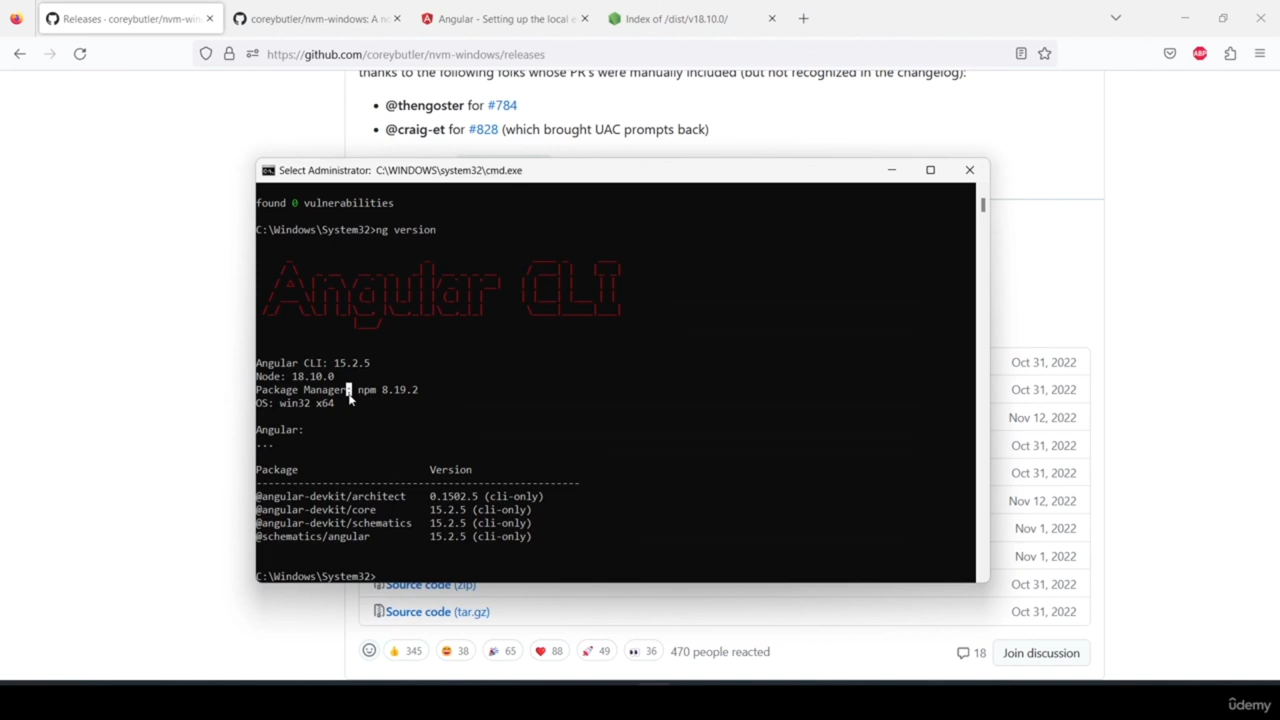 Releases · coreybutler/nvm-win
coreybutler/nvm-windows: A no
Angular - Setting up the local e
Index of /dist/v18.10.0/
https://github.com/coreybutler/nvm-windows/releases
thanks to the following folks whose PR's were manually included (but not recognized in the changelog):
• @thengoster for #784
• @craig-et for #828 (which brought UAC prompts back)
Select Administrator: C:\WINDOWS\system32\cmd.exe
found 0 vulnerabilities
C:\Windows\System32>ng version
Angular CLI
Angular CLI: 15.2.5
Node: 18.10.0
Package Manager: npm 8.19.2
OS: win32 x64
Angular:
...
Package Version
------------------------------------------------------
@angular-devkit/architect 0.1502.5 (cli-only)
@angular-devkit/core 15.2.5 (cli-only)
@angular-devkit/schematics 15.2.5 (cli-only)
@schematics/angular 15.2.5 (cli-only)
C:\Windows\System32>
Oct 31, 2022
Oct 31, 2022
Nov 12, 2022
Oct 31, 2022
Oct 31, 2022
Nov 12, 2022
Nov 1, 2022
Nov 1, 2022
Source code (zip) Oct 31, 2022
Source code (tar.gz) Oct 31, 2022
345 38 65 88 49 36 470 people reacted 18 Join discussion
ûdemy